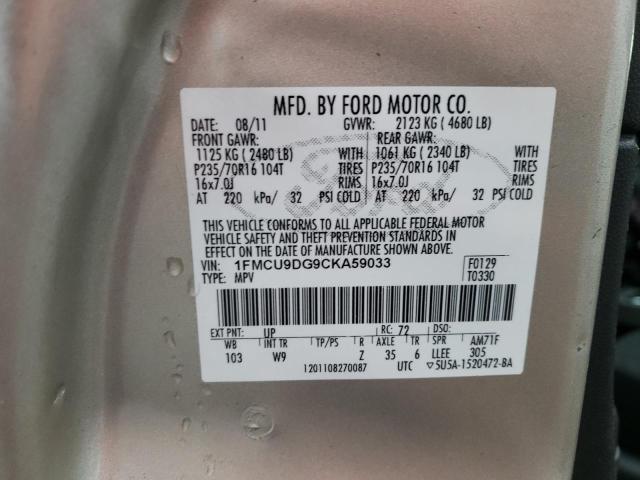 MFD. BY FORD MOTOR CO.
DATE: 08/11 GVWR: 2123 KG ( 4680 LB)
FRONT GAWR: REAR GAWR:
1125 KG ( 2480 LB) WITH 1061 KG ( 2340 LB) WITH
P235/70R16 104T TIRES P235/70R16 104T TIRES
16x7.0J RIMS 16x7.0J RIMS
AT 220 kPa/ 32 PSI COLD AT 220 kPa/ 32 PSI COLD
THIS VEHICLE CONFORMS TO ALL APPLICABLE FEDERAL MOTOR
VEHICLE SAFETY AND THEFT PREVENTION STANDARDS IN
EFFECT ON THE DATE OF MANUFACTURE SHOWN ABOVE.
VIN: 1FMCU9DG9CKA59033 F0129
TYPE: MPV T0330
EXT PNT: UP RC: 72 DSO:
WB INT TR TP/PS R AXLE TR SPR AM71F
103 W9 Z 35 6 LLEE 305
1201108270087 UTC ▽5U5A-1520472-BA